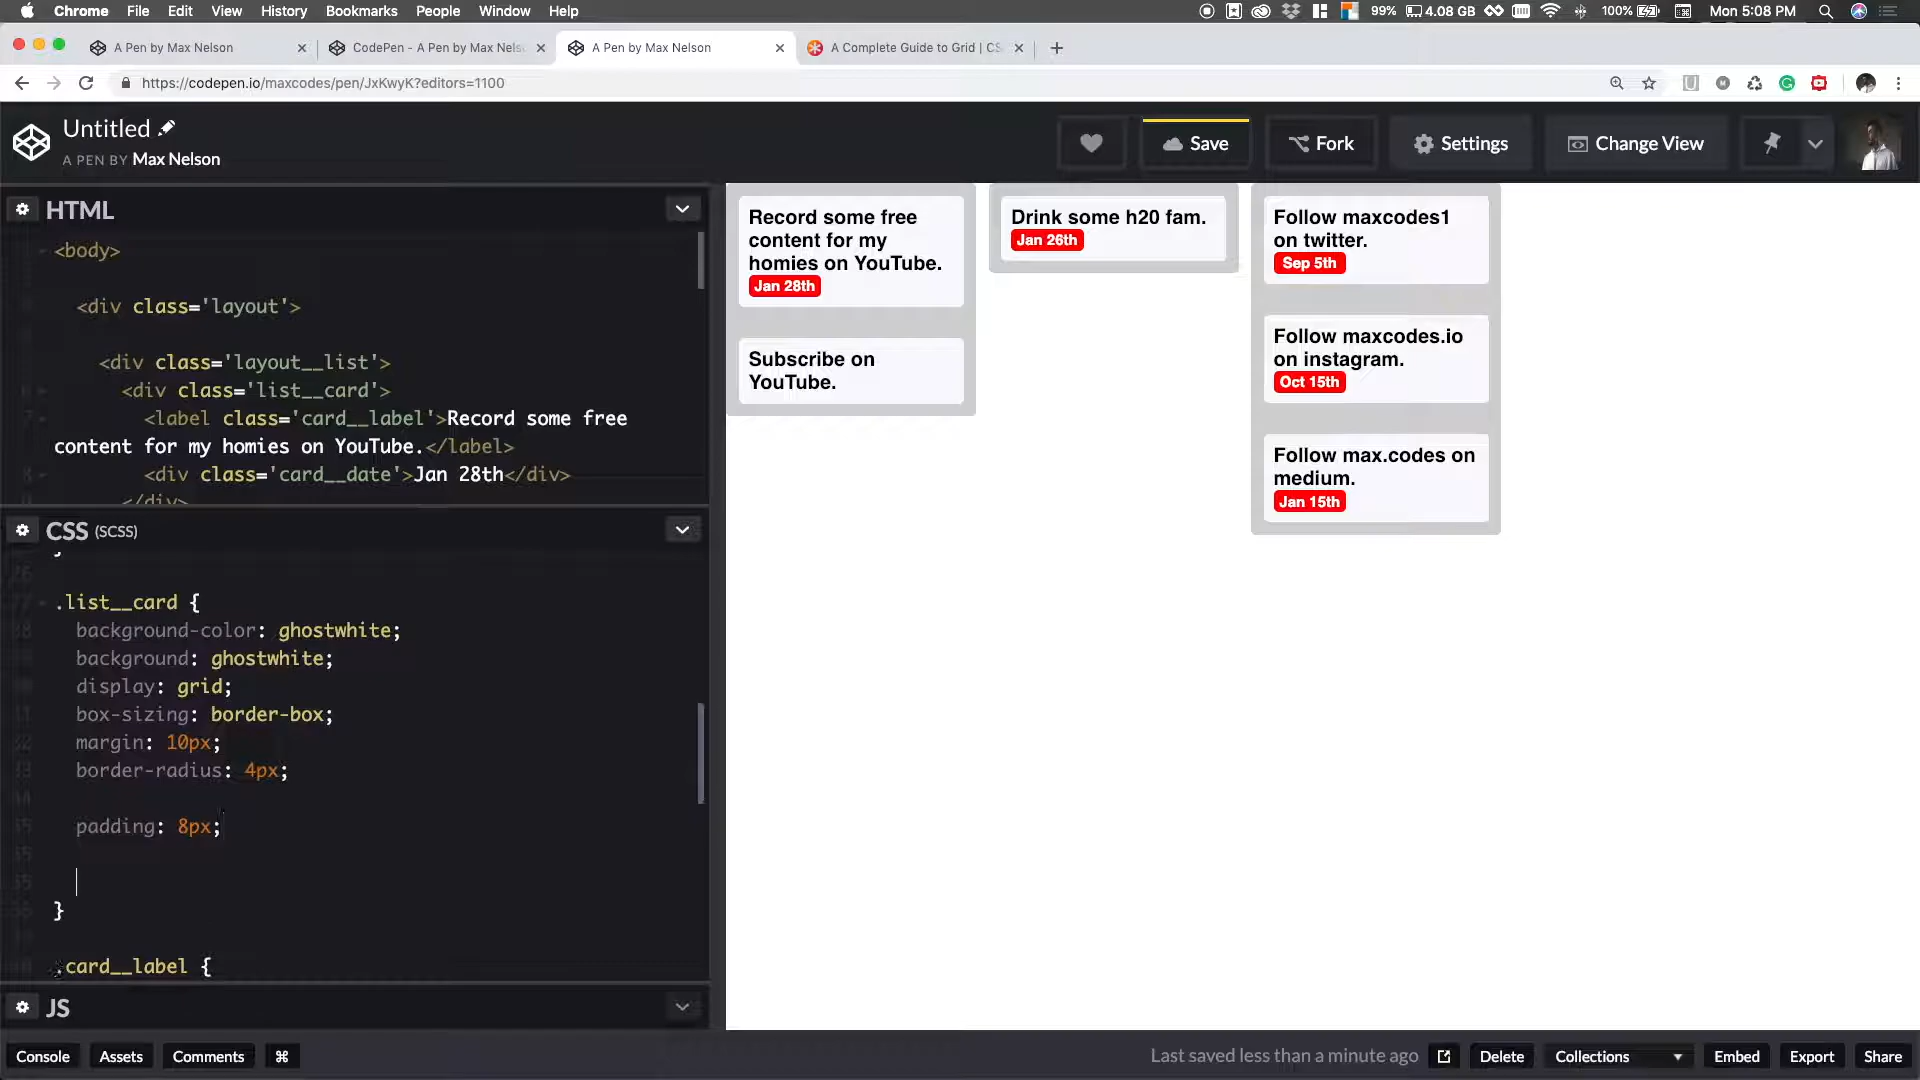 Chrome File Edit View History Bookmarks People Window Help
99% 4.08 GB 100% Mon 5:08 PM
A Pen by Max Nelson
CodePen - A Pen by Max Nels
A Pen by Max Nelson
A Complete Guide to Grid | CS
https://codepen.io/maxcodes/pen/JxKwyK?editors=1100
Untitled
A PEN BY Max Nelson
Save
Fork
Settings
Change View
HTML
<body>
<div class='layout'>
<div class='layout__list'>
<div class='list__card'>
<label class='card__label'>Record some free
content for my homies on YouTube.</label>
<div class='card__date'>Jan 28th</div>
</div>
CSS (SCSS)
}
.list__card {
background-color: ghostwhite;
background: ghostwhite;
display: grid;
box-sizing: border-box;
margin: 10px;
border-radius: 4px;
padding: 8px;
}
.card__label {
JS
Record some free
content for my
homies on YouTube.
Jan 28th
Subscribe on
YouTube.
Drink some h20 fam.
Jan 26th
Follow maxcodes1
on twitter.
Sep 5th
Follow maxcodes.io
on instagram.
Oct 15th
Follow max.codes on
medium.
Jan 15th
Console Assets Comments ⌘
Last saved less than a minute ago
Delete Collections Embed Export Share